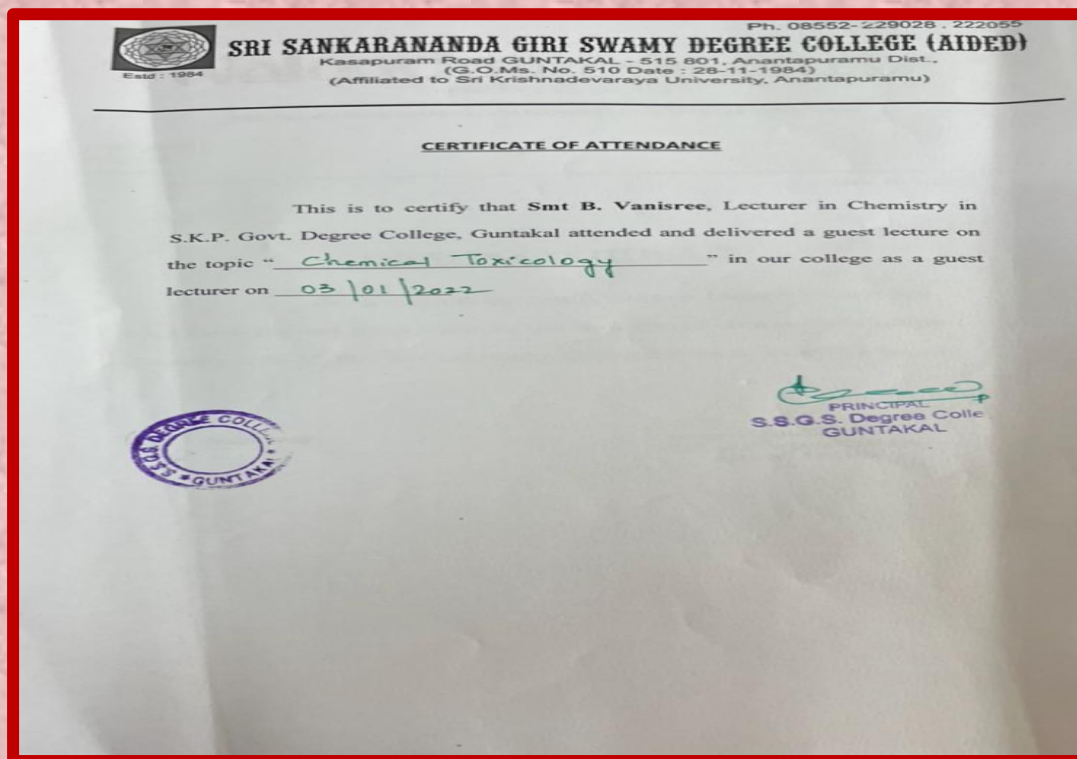 Ph. 08552-229028 . 222055
SRI SANKARANANDA GIRI SWAMY DEGREE COLLEGE (AIDED)
Estd : 1984
Kasapuram Road GUNTAKAL - 515 801, Anantapuramu Dist.,
(G.O.Ms. No. 510 Date : 28-11-1984)
(Affiliated to Sri Krishnadevaraya University, Anantapuramu)
CERTIFICATE OF ATTENDANCE
This is to certify that Smt B. Vanisree, Lecturer in Chemistry in
S.K.P. Govt. Degree College, Guntakal attended and delivered a guest lecture on
the topic “ Chemical Toxicology ” in our college as a guest
lecturer on 03/01/2022
PRINCIPAL
S.S.G.S. Degree Colle
GUNTAKAL
S.S.G.S. DEGREE COLLEGE
* GUNTAKAL *